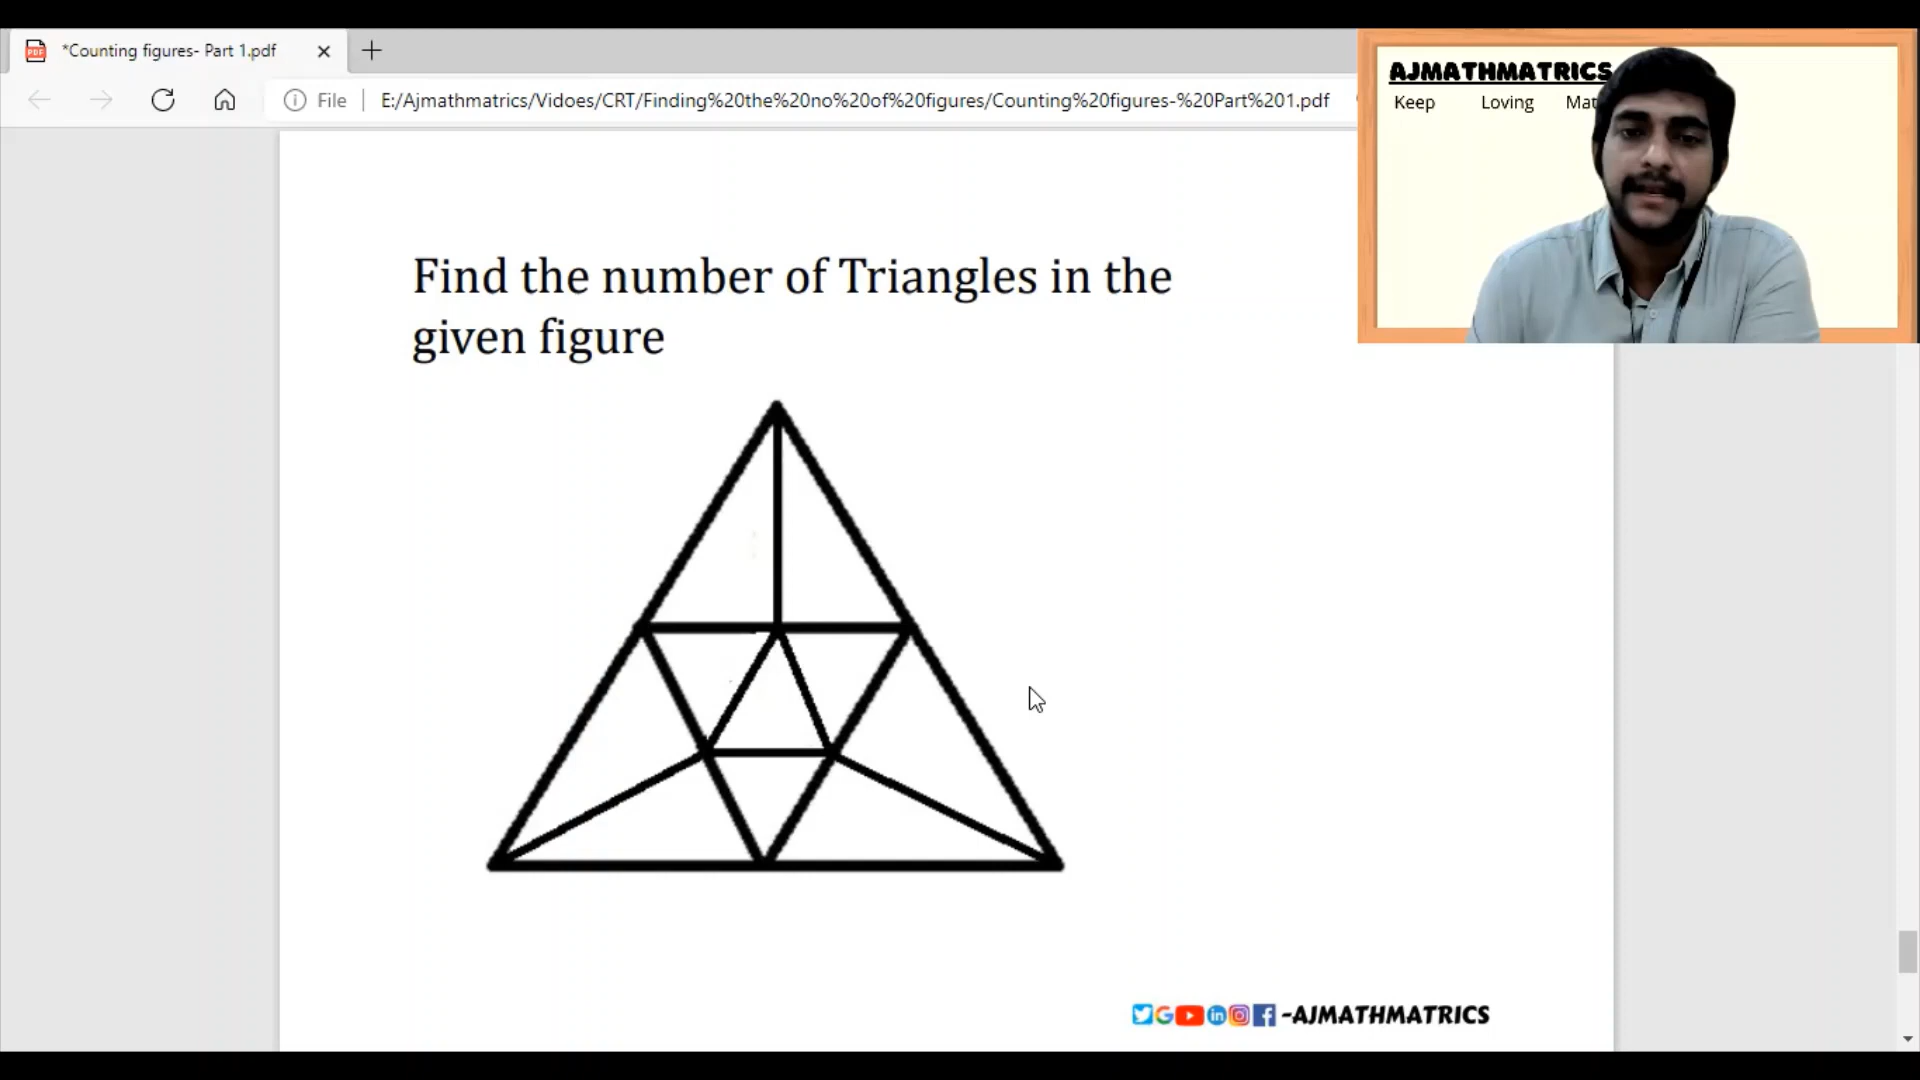 *Counting figures- Part 1.pdf
File
E:/Ajmathmatrics/Vidoes/CRT/Finding%20the%20no%20of%20figures/Counting%20figures-%20Part%201.pdf
AJMATHMATRICS
Keep Loving
Find the number of Triangles in the
given figure
-AJMATHMATRICS